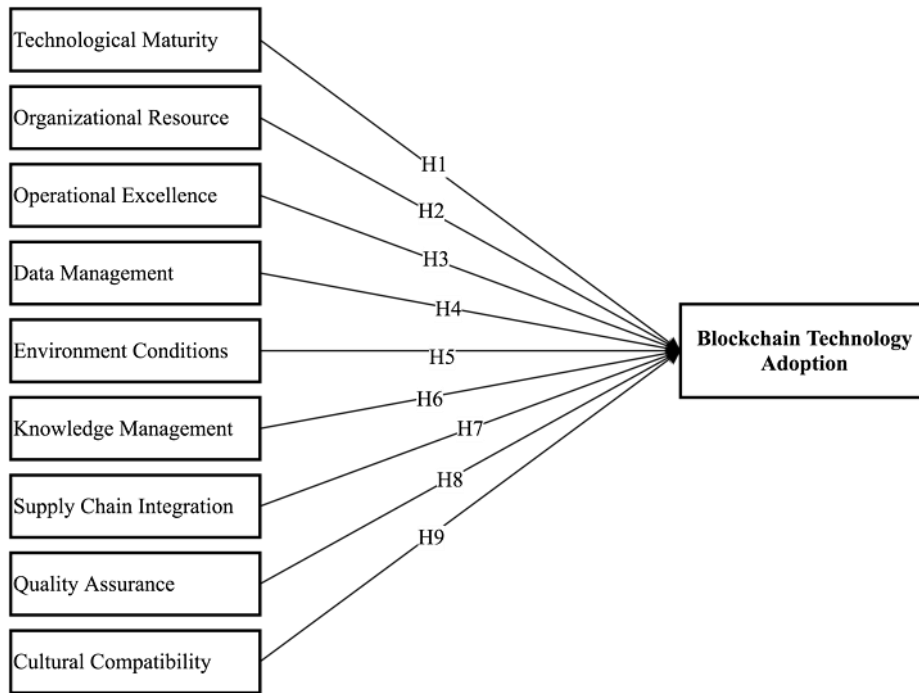 Technological Maturity
Organizational Resource
Operational Excellence
Data Management
Environment Conditions
Knowledge Management
Supply Chain Integration
Quality Assurance
Cultural Compatibility
H1
H2
H3
H4
H5
H6
H7
H8
H9
Blockchain Technology
Adoption